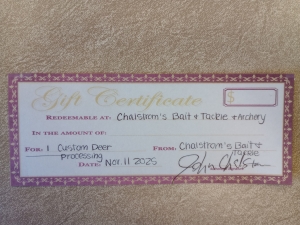 Gift Certificate $
REDEEMABLE AT: Chalstrom's Bait & Tackle & Archery
IN THE AMOUNT OF:
FOR: 1 Custom Deer Processing FROM: Chalstrom's Bait & Tackle
DATE: Nov. 11 2025